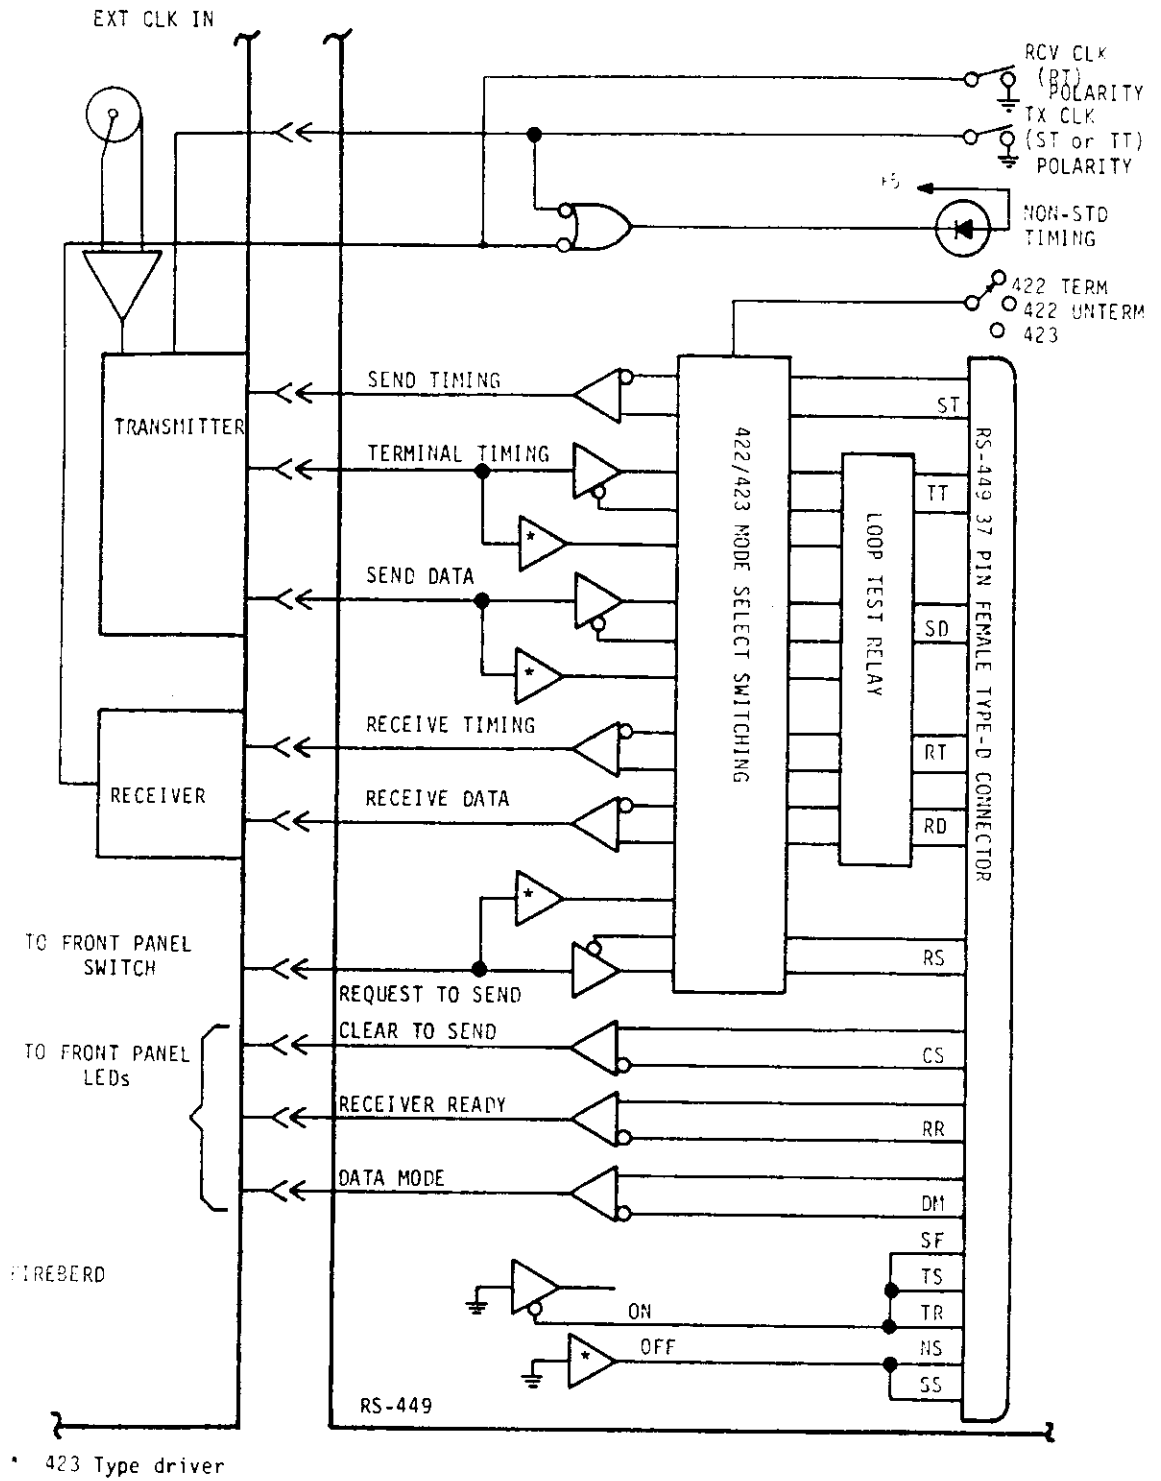 EXT CLK IN
RCV CLK
(RT)
POLARITY
TX CLK
(ST or TT)
POLARITY
+5
NON-STD
TIMING
422 TERM
422 UNTERM
423
SEND TIMING
ST
TRANSMITTER
TERMINAL TIMING
TT
*
SEND DATA
SD
*
422/423 MODE SELECT SWITCHING
LOOP TEST RELAY
RS-449 37 PIN FEMALE TYPE-D CONNECTOR
RECEIVE TIMING
RT
RECEIVER
RECEIVE DATA
RD
*
TO FRONT PANEL
SWITCH
RS
REQUEST TO SEND
CLEAR TO SEND
TO FRONT PANEL
LEDs
CS
RECEIVER READY
RR
DATA MODE
DM
SF
FIREBERD
TS
ON
TR
OFF
*
NS
SS
RS-449
* 423 Type driver